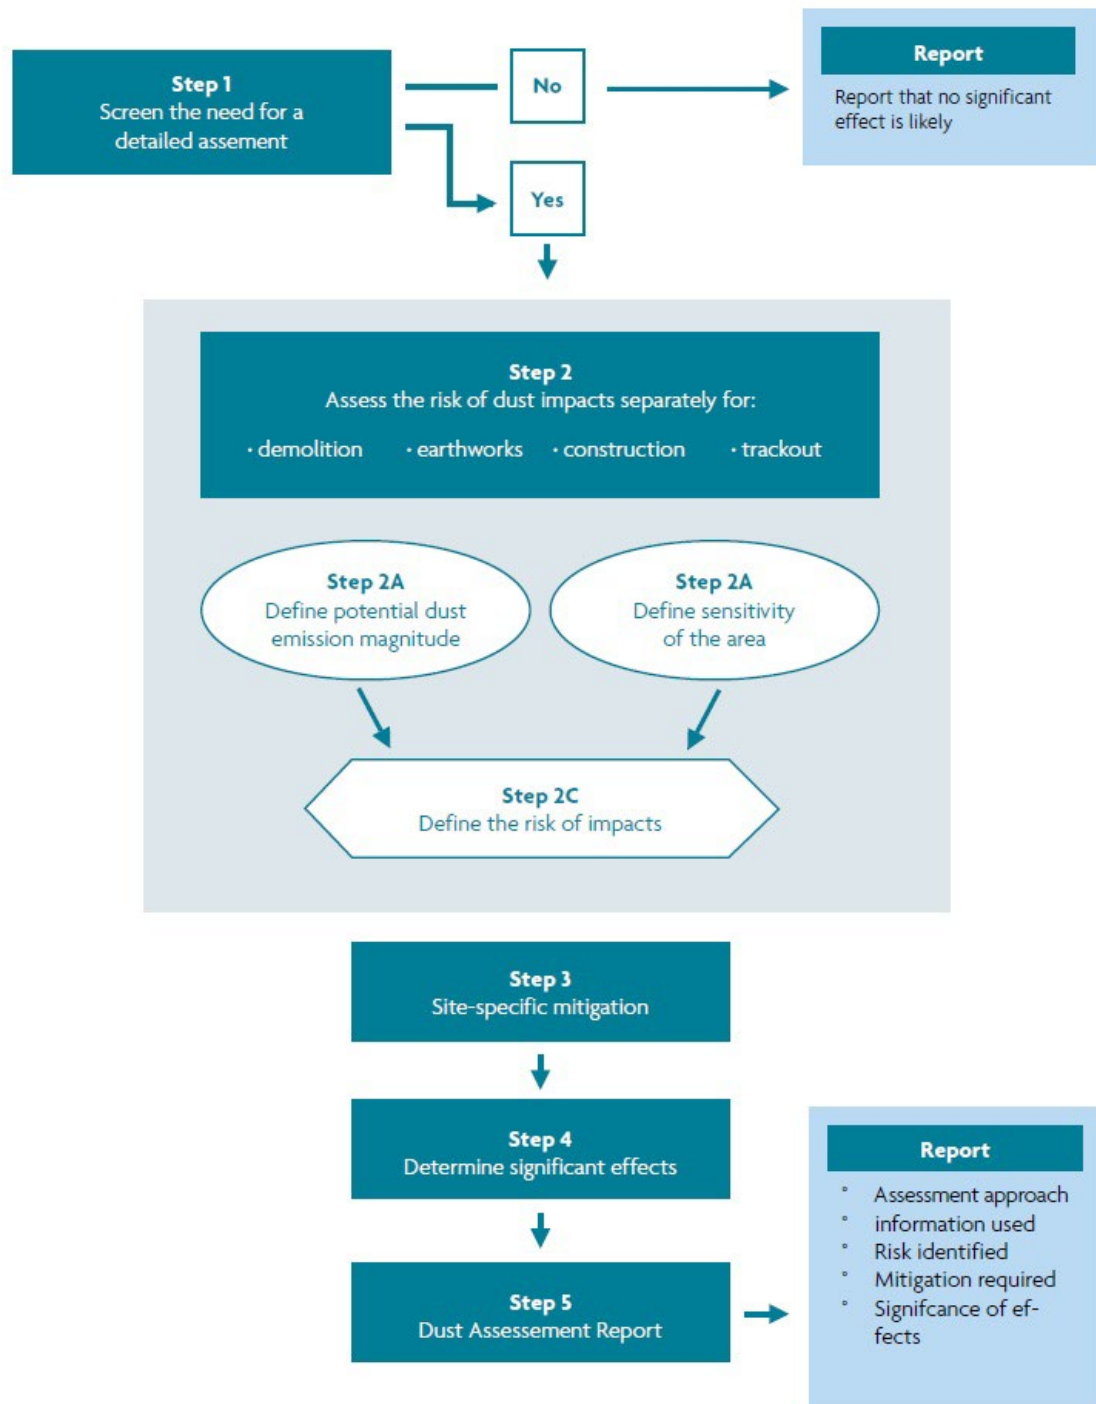 Step 1
Screen the need for a
detailed assement
No
Report
Report that no significant
effect is likely
Yes
Step 2
Assess the risk of dust impacts separately for:
· demolition · earthworks · construction · trackout
Step 2A
Define potential dust
emission magnitude
Step 2A
Define sensitivity
of the area
Step 2C
Define the risk of impacts
Step 3
Site-specific mitigation
Step 4
Determine significant effects
Step 5
Dust Assessement Report
Report
° Assessment approach
° information used
° Risk identified
° Mitigation required
° Signifcance of ef-
fects